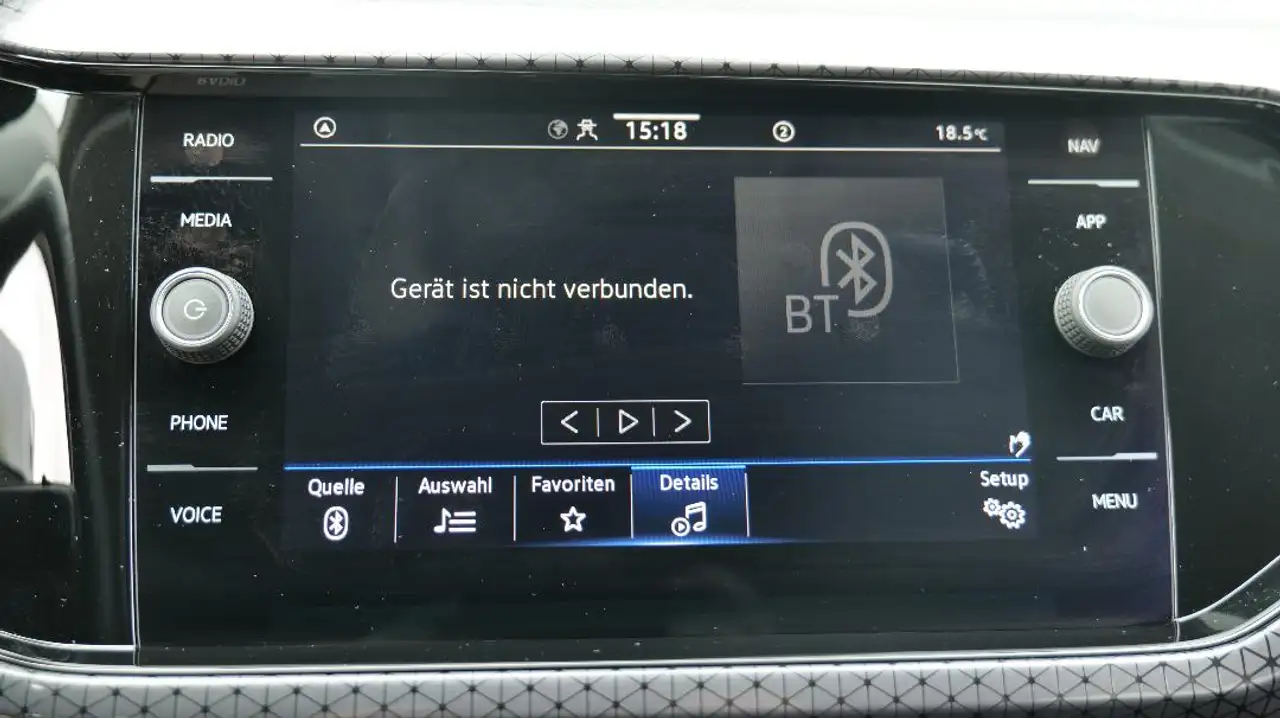 RADIO
MEDIA
PHONE
VOICE
A
15:18
2
18.5°C
Gerät ist nicht verbunden.
BT
Quelle
Auswahl
Favoriten
Details
Setup
NAV
APP
CAR
MENU